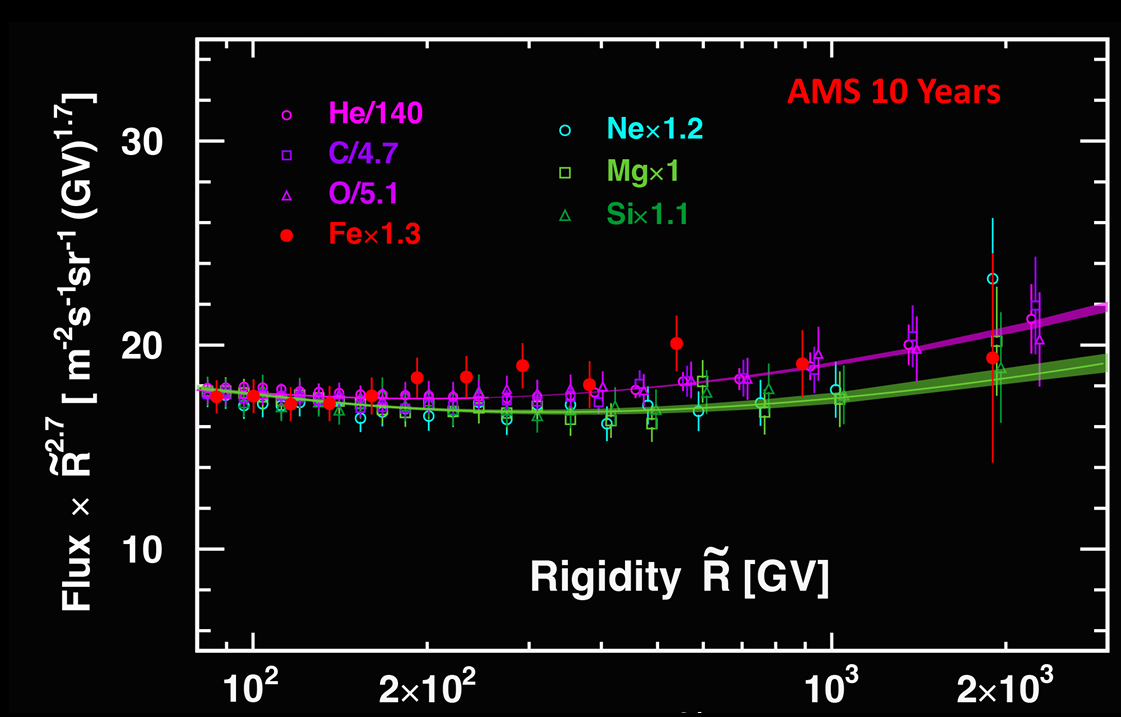 AMS 10 Years
He/140
C/4.7
O/5.1
Fe×1.3
Ne×1.2
Mg×1
Si×1.1
30
20
10
Flux × R̃^2.7 [ m^-2s^-1sr^-1 (GV)^1.7]
Rigidity R̃ [GV]
10^2
2×10^2
10^3
2×10^3